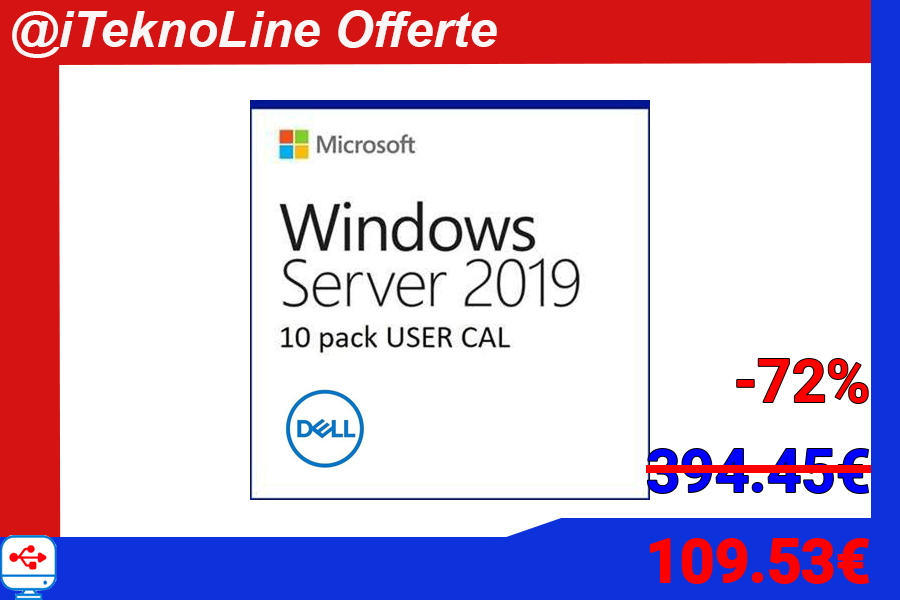 @iTeknoLine Offerte
Microsoft
Windows
Server 2019
10 pack USER CAL
DELL
-72%
394.45€
109.53€